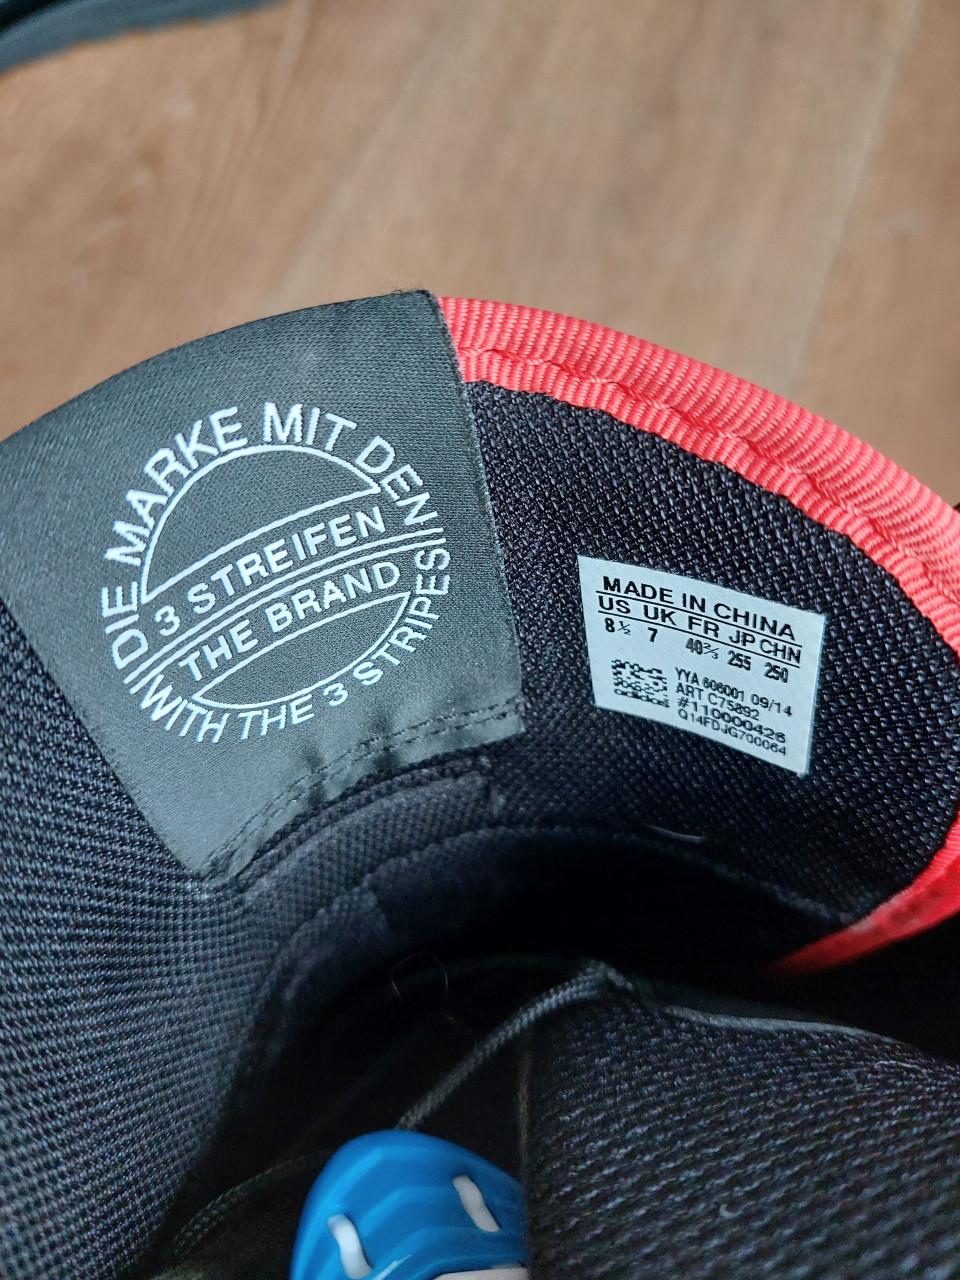 DIE MARKE MIT DEN
3 STREIFEN
THE BRAND
WITH THE 3 STRIPES
MADE IN CHINA
US UK FR JP CHN
8½ 7 40⅔ 255 250
YYA 606001 09/14
ART C75892
#110000426
Q14FDJG700064
adidas